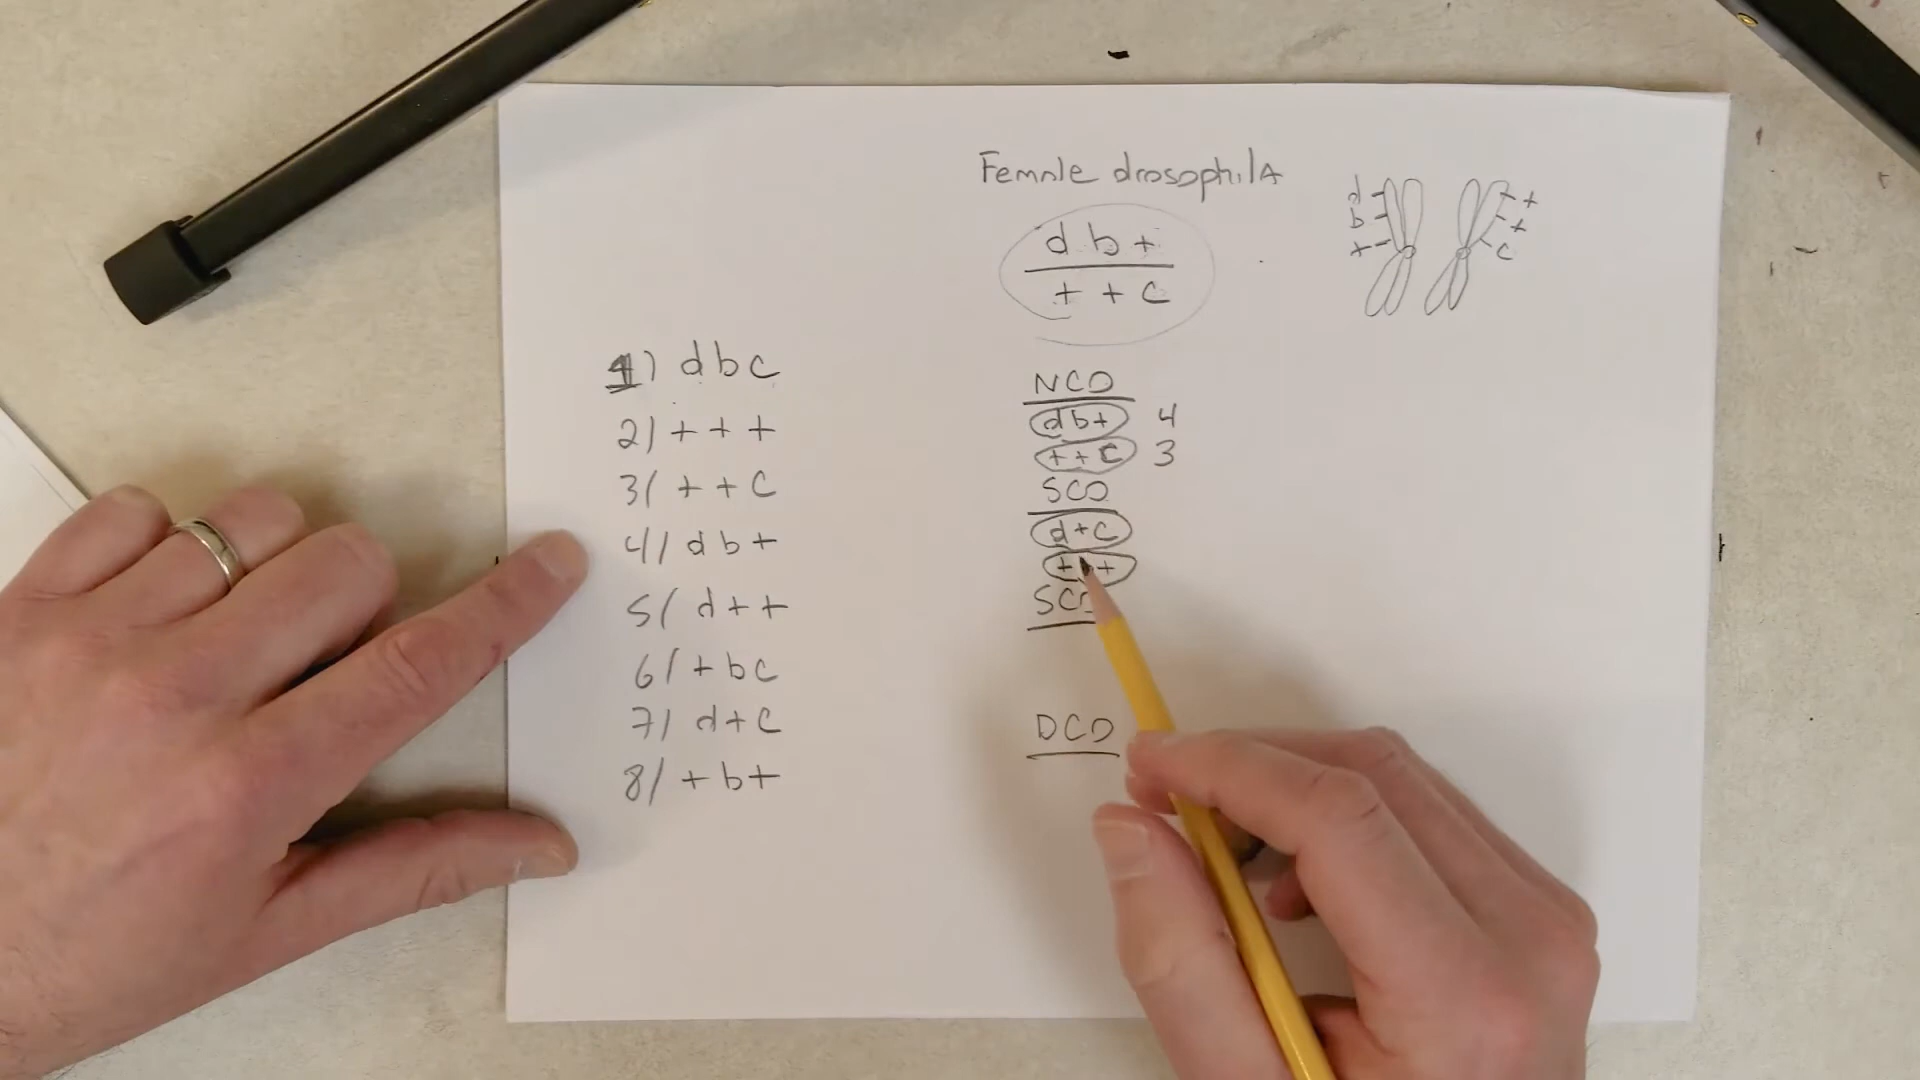 Female drosophila
d b +
+ + c
d
b
+
+
+
c
1) d b c
2) + + +
3/ + + c
4/ d b +
5/ d + +
6/ + b c
7/ d + c
8/ + b +
NCO
d b + 4
+ + c 3
SCO
d + c
+ +
DCO